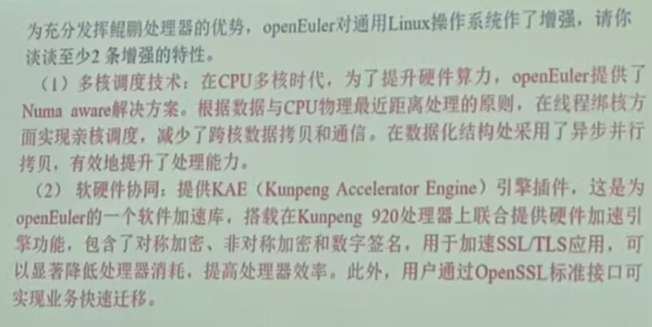 为充分发挥鲲鹏处理器的优势，openEuler对通用Linux操作系统作了增强，请你
谈谈至少2 条增强的特性。
（1）多核调度技术：在CPU多核时代，为了提升硬件算力，openEuler提供了
Numa aware解决方案。根据数据与CPU物理最近距离处理的原则，在线程绑核方
面实现亲核调度，减少了跨核数据拷贝和通信。在数据化结构处采用了异步并行
拷贝，有效地提升了处理能力。
（2） 软硬件协同：提供KAE（Kunpeng Accelerator Engine）引擎插件，这是为
openEuler的一个软件加速库，搭载在Kunpeng 920处理器上联合提供硬件加速引
擎功能，包含了对称加密、非对称加密和数字签名，用于加速SSL/TLS应用，可
以显著降低处理器消耗，提高处理器效率。此外，用户通过OpenSSL标准接口可
实现业务快速迁移。